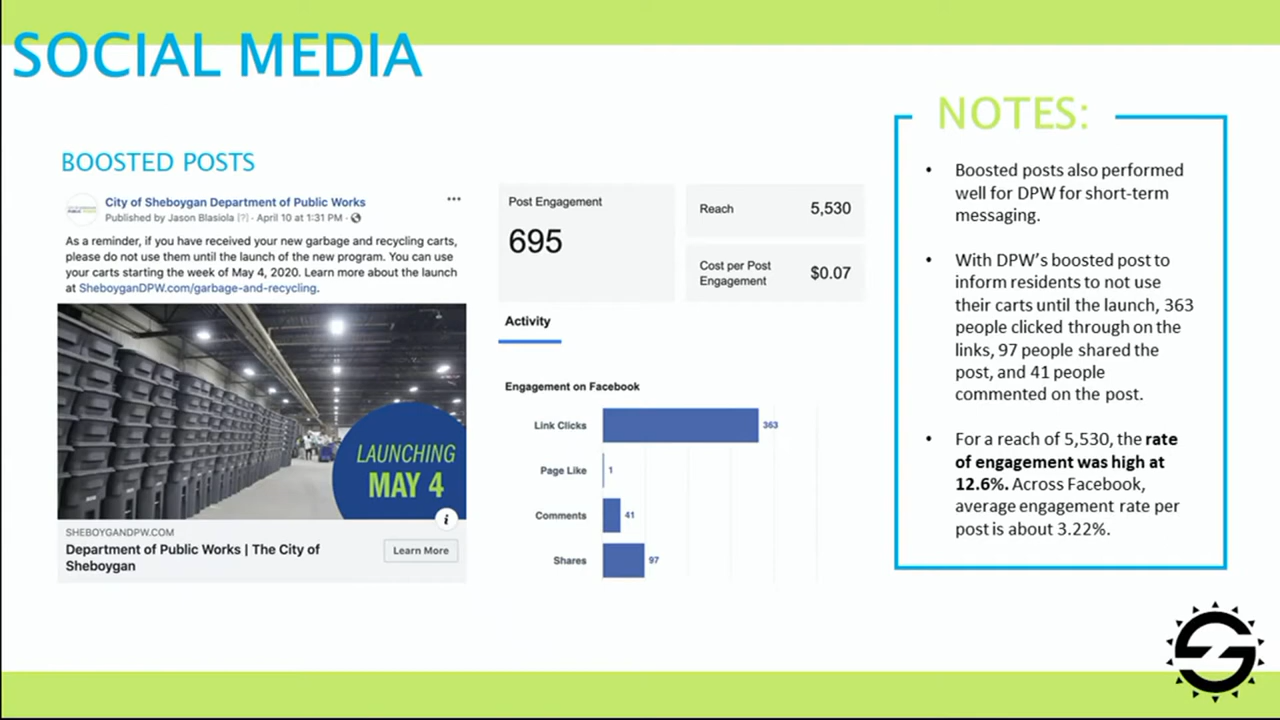 SOCIAL MEDIA
BOOSTED POSTS
City of Sheboygan Department of Public Works
Published by Jason Blasiola [?] · April 10 at 1:31 PM ·
As a reminder, if you have received your new garbage and recycling carts,
please do not use them until the launch of the new program. You can use
your carts starting the week of May 4, 2020. Learn more about the launch
at SheboyganDPW.com/garbage-and-recycling.
LAUNCHING
MAY 4
i
SHEBOYGANDPW.COM
Department of Public Works | The City of
Sheboygan
Learn More
Post Engagement
695
Reach 5,530
Cost per Post
Engagement $0.07
Activity
Engagement on Facebook
Link Clicks 363
Page Like 1
Comments 41
Shares 97
NOTES:
• Boosted posts also performed
well for DPW for short-term
messaging.
• With DPW's boosted post to
inform residents to not use
their carts until the launch, 363
people clicked through on the
links, 97 people shared the
post, and 41 people
commented on the post.
• For a reach of 5,530, the rate
of engagement was high at
12.6%. Across Facebook,
average engagement rate per
post is about 3.22%.